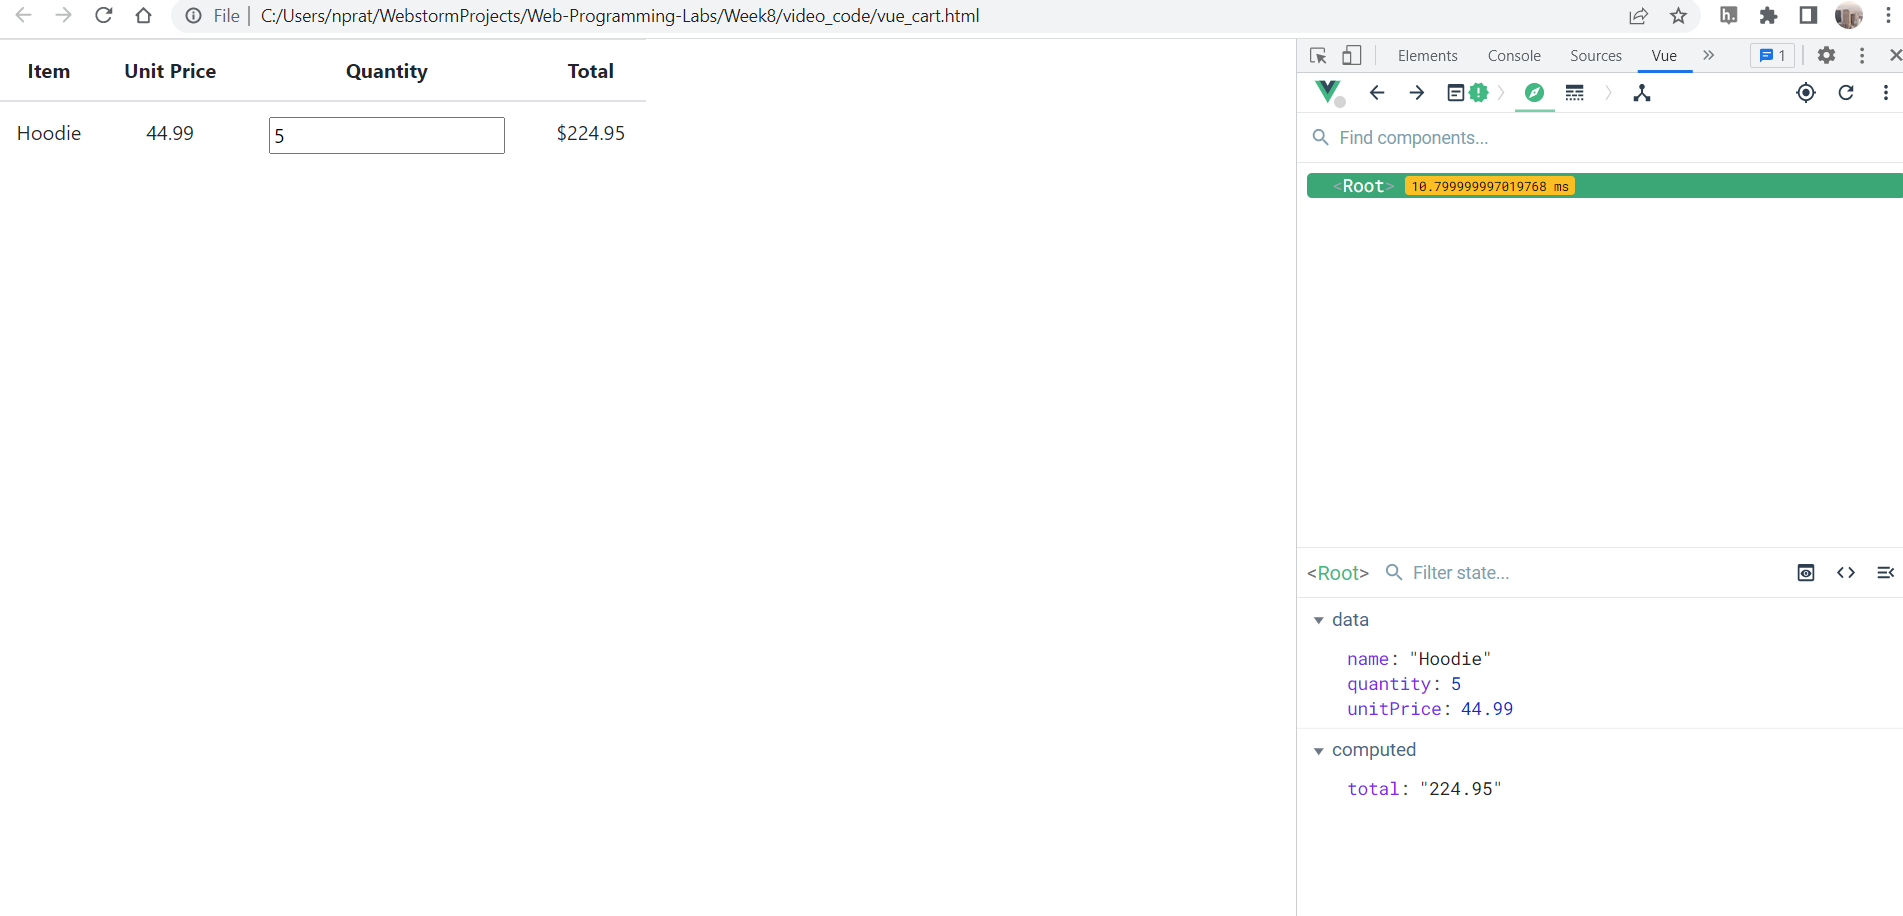 File C:/Users/nprat/WebstormProjects/Web-Programming-Labs/Week8/video_code/vue_cart.html
h.
Elements Console Sources Vue 1
Item Unit Price Quantity Total
Hoodie 44.99 5 $224.95
Find components...
<Root> 10.799999997019768 ms
<Root> Filter state...
data
name: "Hoodie"
quantity: 5
unitPrice: 44.99
computed
total: "224.95"